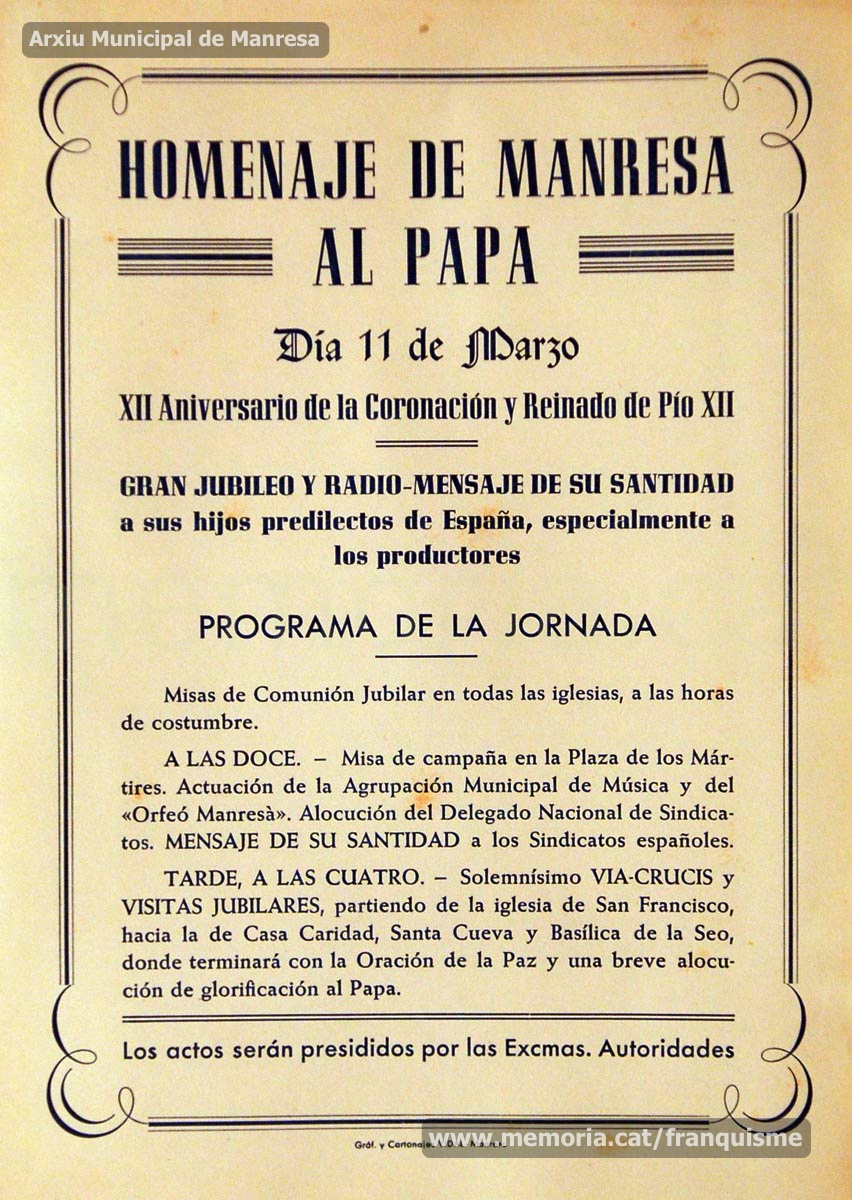 Arxiu Municipal de Manresa
HOMENAJE DE MANRESA
AL PAPA
Día 11 de Marzo
XII Aniversario de la Coronación y Reinado de Pío XII
GRAN JUBILEO Y RADIO-MENSAJE DE SU SANTIDAD
a sus hijos predilectos de España, especialmente a
los productores
PROGRAMA DE LA JORNADA
Misas de Comunión Jubilar en todas las iglesias, a las horas
de costumbre.
A LAS DOCE. – Misa de campaña en la Plaza de los Már-
tires. Actuación de la Agrupación Municipal de Música y del
«Orfeó Manresà». Alocución del Delegado Nacional de Sindica-
tos. MENSAJE DE SU SANTIDAD a los Sindicatos españoles.
TARDE, A LAS CUATRO. – Solemnísimo VIA-CRUCIS y
VISITAS JUBILARES, partiendo de la iglesia de San Francisco,
hacia la de Casa Caridad, Santa Cueva y Basílica de la Seo,
donde terminará con la Oración de la Paz y una breve alocu-
ción de glorificación al Papa.
Los actos serán presididos por las Excmas. Autoridades
Gráf. y Cartonajes
www.memoria.cat/franquisme